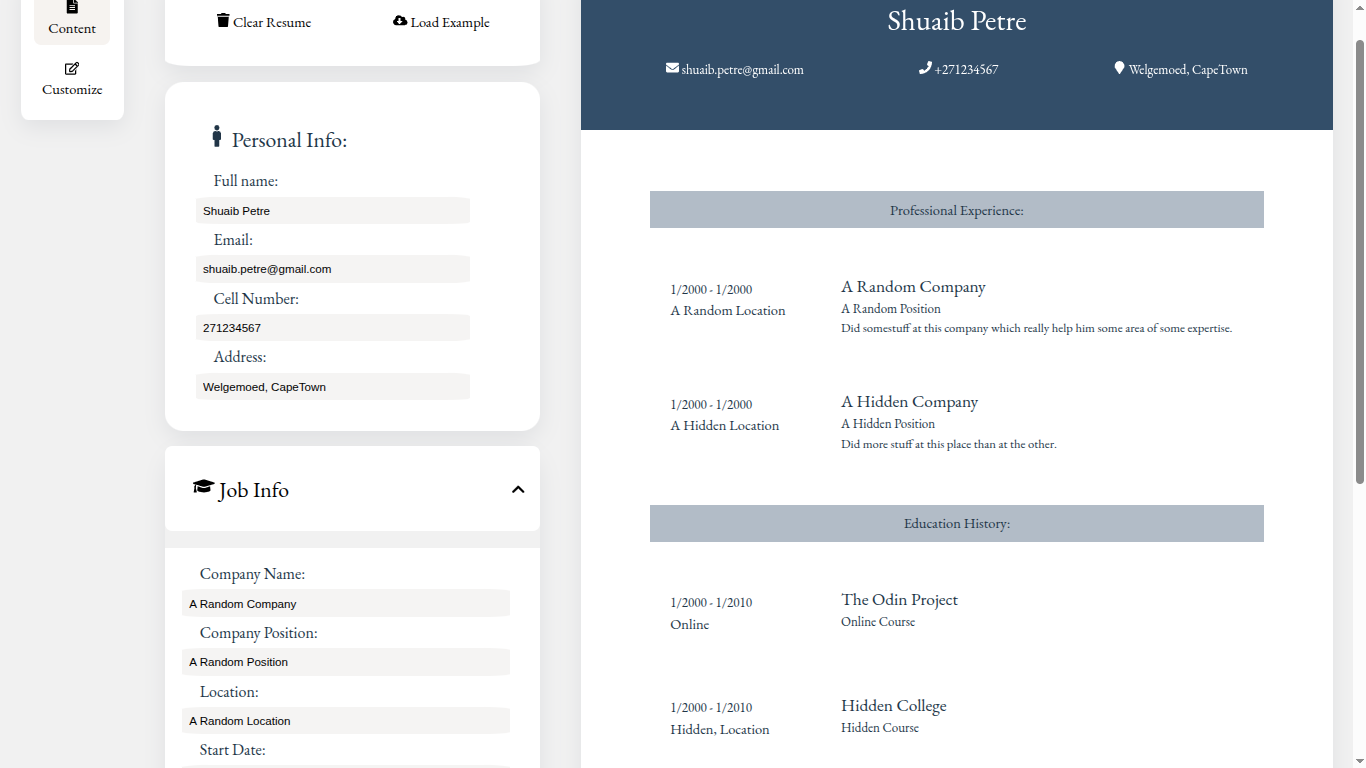 Content
Customize
Clear Resume
Load Example
Personal Info:
Full name:
Shuaib Petre
Email:
shuaib.petre@gmail.com
Cell Number:
271234567
Address:
Welgemoed, CapeTown
Job Info
Company Name:
A Random Company
Company Position:
A Random Position
Location:
A Random Location
Start Date:
Shuaib Petre
shuaib.petre@gmail.com
+271234567
Welgemoed, CapeTown
Professional Experience:
1/2000 - 1/2000
A Random Location
A Random Company
A Random Position
Did somestuff at this company which really help him some area of some expertise.
1/2000 - 1/2000
A Hidden Location
A Hidden Company
A Hidden Position
Did more stuff at this place than at the other.
Education History:
1/2000 - 1/2010
Online
The Odin Project
Online Course
1/2000 - 1/2010
Hidden, Location
Hidden College
Hidden Course